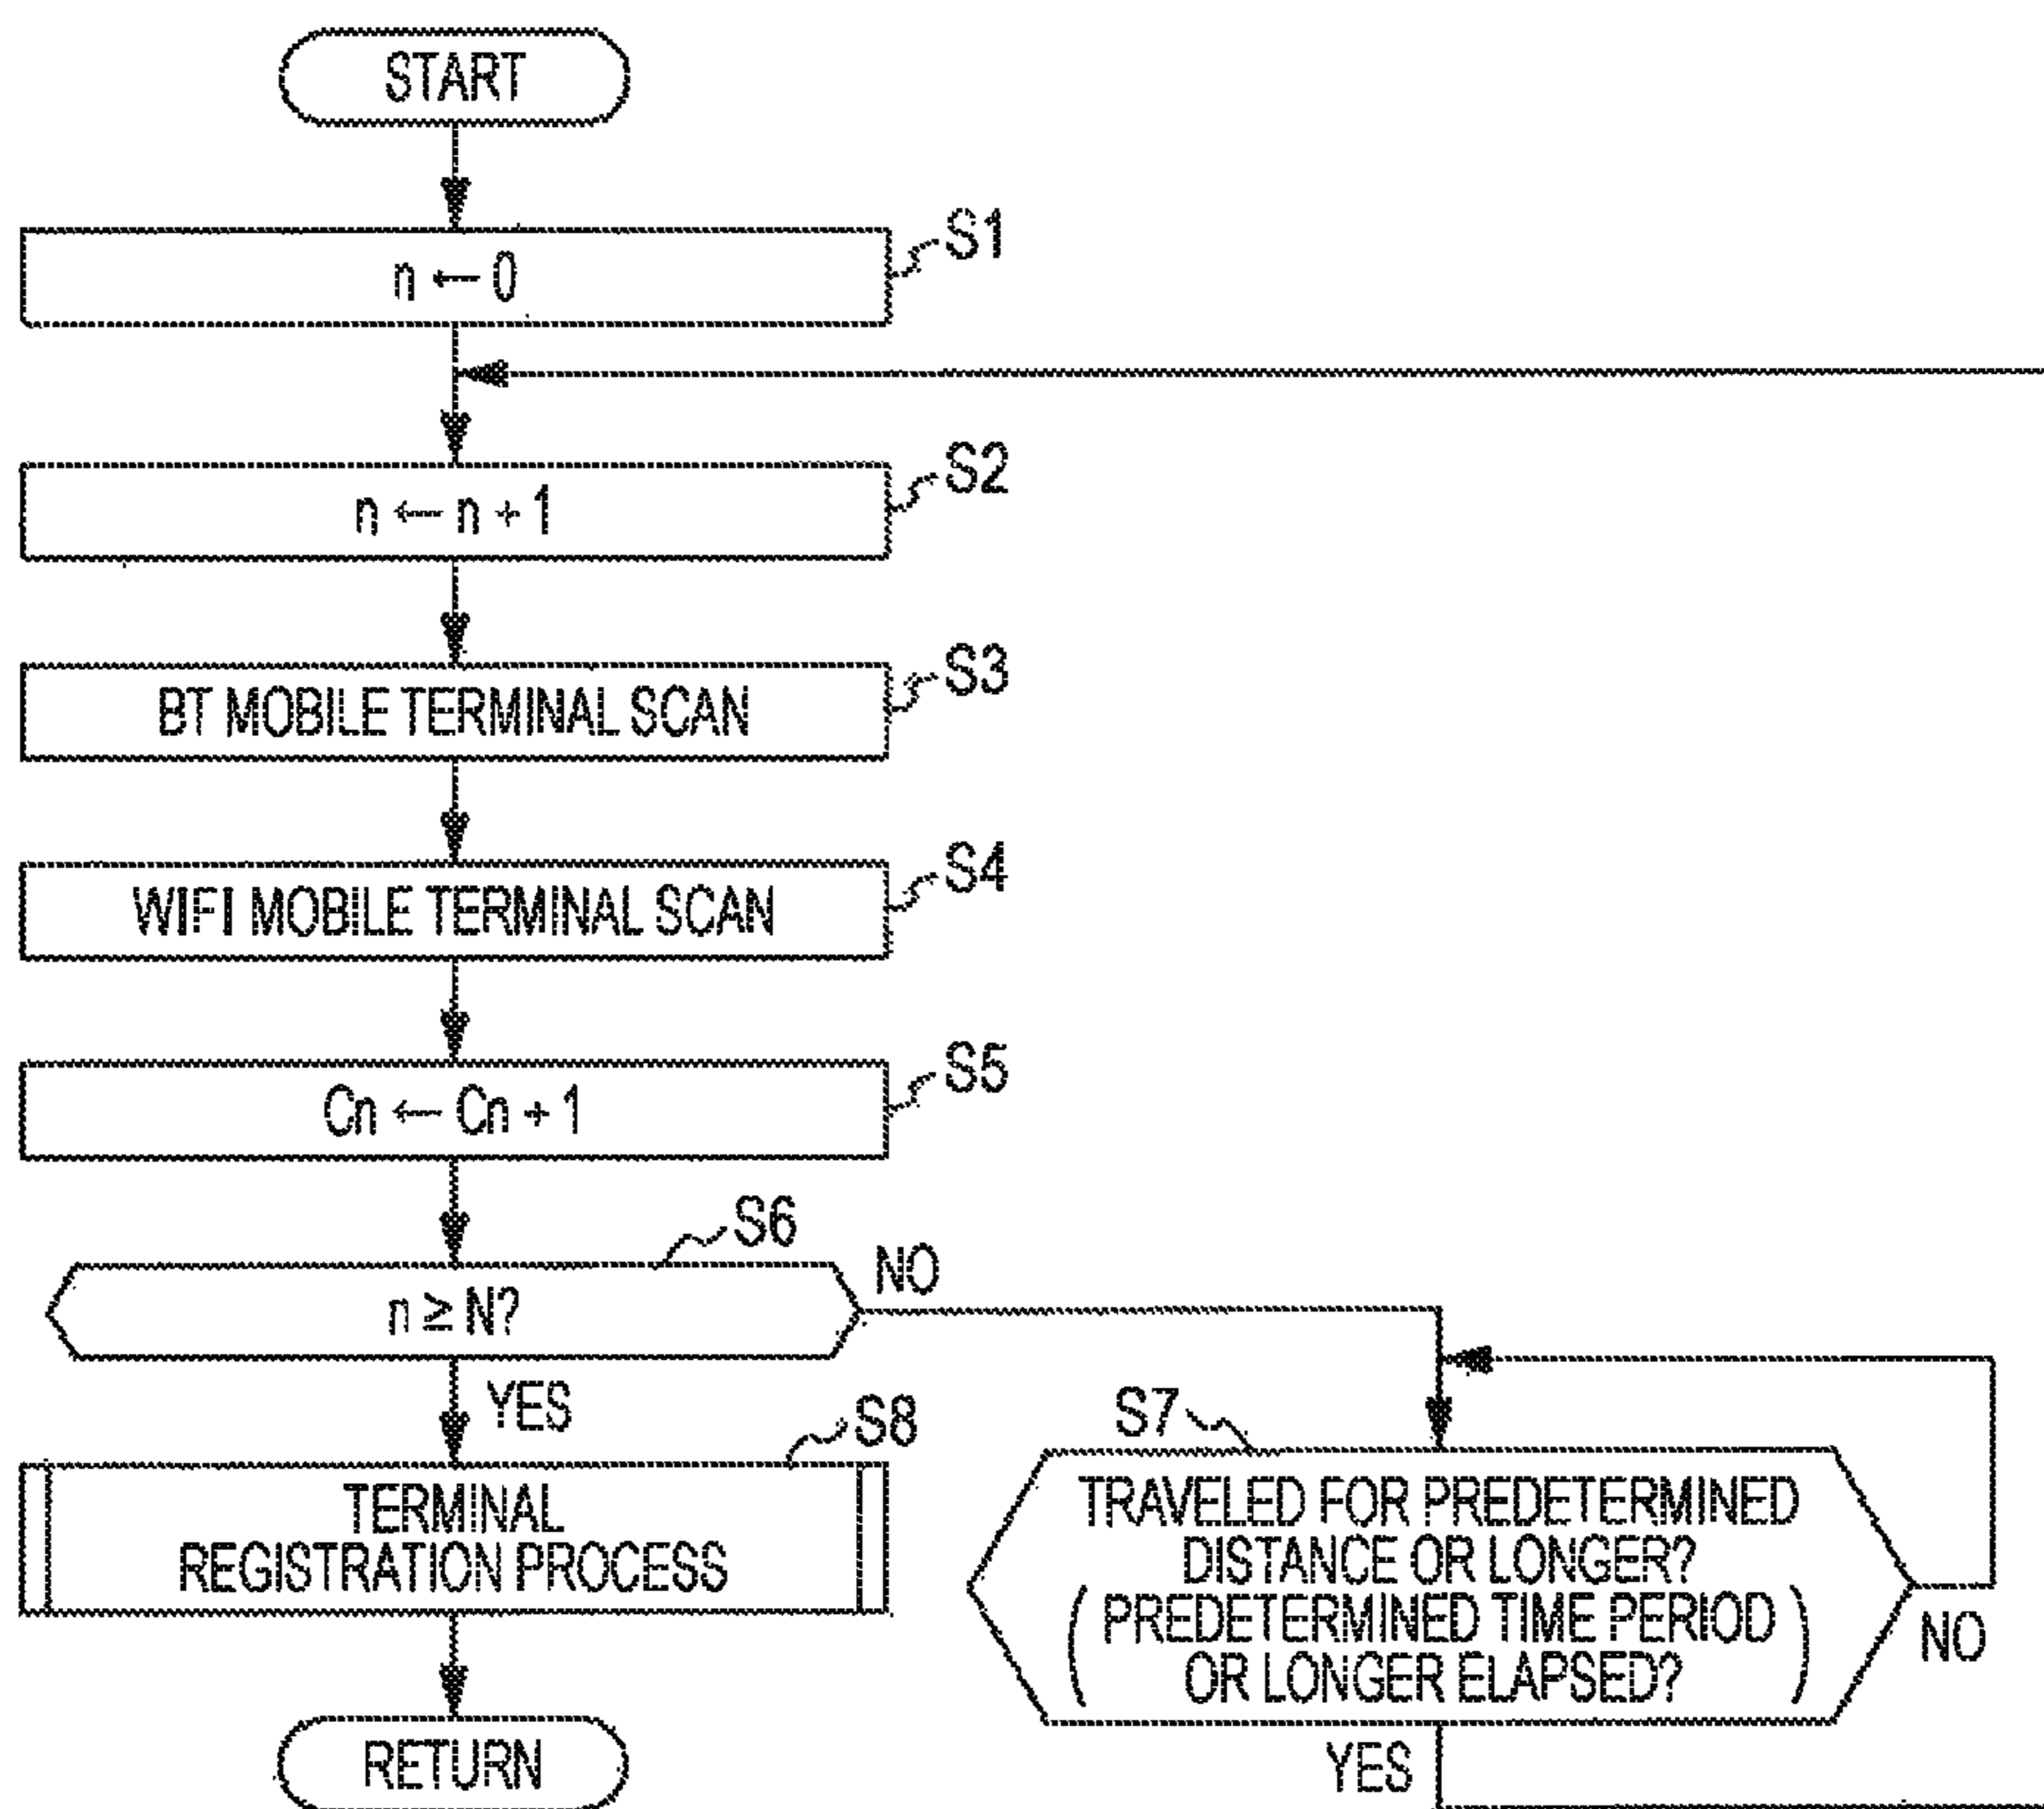 START
n ← 0
S1
n ← n + 1
S2
BT MOBILE TERMINAL SCAN
S3
WIFI MOBILE TERMINAL SCAN
S4
Cn ← Cn + 1
S5
S6
n ≥ N?
NO
YES
S8
TERMINAL
REGISTRATION PROCESS
RETURN
S7
TRAVELED FOR PREDETERMINED
DISTANCE OR LONGER?
( PREDETERMINED TIME PERIOD
OR LONGER ELAPSED? )
NO
YES